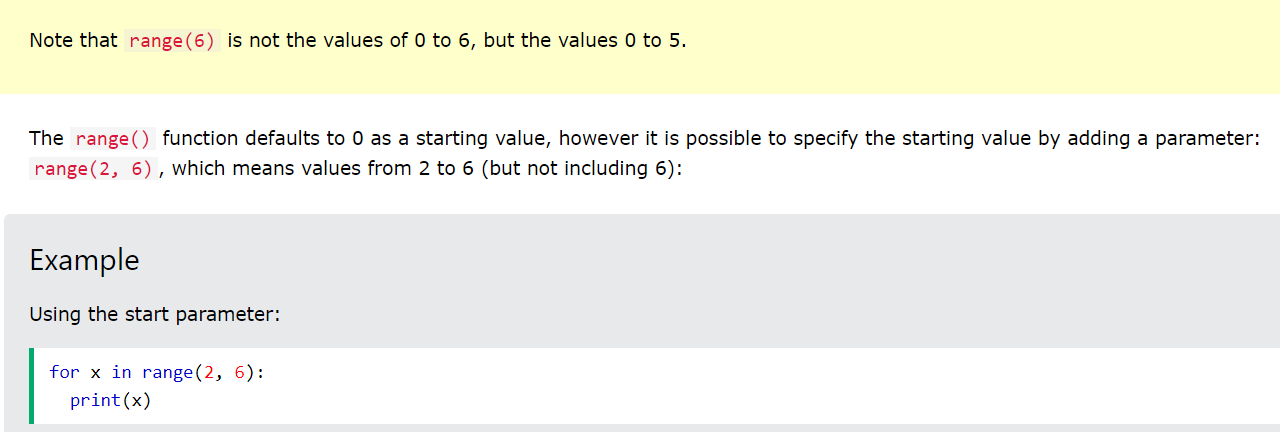 Note that range(6) is not the values of 0 to 6, but the values 0 to 5.
The range() function defaults to 0 as a starting value, however it is possible to specify the starting value by adding a parameter:
range(2, 6), which means values from 2 to 6 (but not including 6):
Example
Using the start parameter:
for x in range(2, 6):
  print(x)